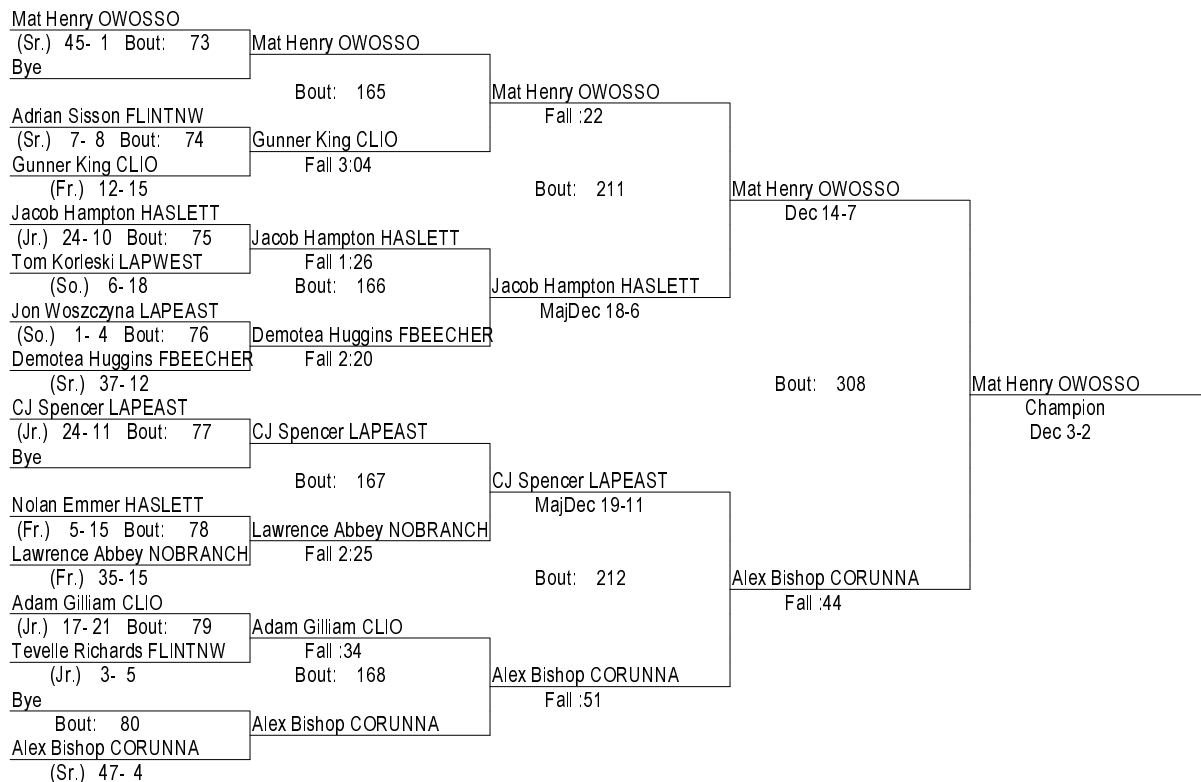 Mat Henry OWOSSO
(Sr.) 45- 1 Bout: 73
Bye
Mat Henry OWOSSO
Bout: 165
Adrian Sisson FLINTNW
(Sr.) 7- 8 Bout: 74
Gunner King CLIO
(Fr.) 12- 15
Gunner King CLIO
Fall 3:04
Mat Henry OWOSSO
Fall :22
Bout: 211
Jacob Hampton HASLETT
(Jr.) 24- 10 Bout: 75
Tom Korleski LAPWEST
(So.) 6- 18
Jacob Hampton HASLETT
Fall 1:26
Bout: 166
Jon Woszczyna LAPEAST
(So.) 1- 4 Bout: 76
Demotea Huggins FBEECHER
(Sr.) 37- 12
Demotea Huggins FBEECHER
Fall 2:20
Jacob Hampton HASLETT
MajDec 18-6
Mat Henry OWOSSO
Dec 14-7
Bout: 308
CJ Spencer LAPEAST
(Jr.) 24- 11 Bout: 77
Bye
CJ Spencer LAPEAST
Bout: 167
Nolan Emmer HASLETT
(Fr.) 5- 15 Bout: 78
Lawrence Abbey NOBRANCH
(Fr.) 35- 15
Lawrence Abbey NOBRANCH
Fall 2:25
CJ Spencer LAPEAST
MajDec 19-11
Bout: 212
Adam Gilliam CLIO
(Jr.) 17- 21 Bout: 79
Tevelle Richards FLINTNW
(Jr.) 3- 5
Adam Gilliam CLIO
Fall :34
Bout: 168
Bye
Bout: 80
Alex Bishop CORUNNA
(Sr.) 47- 4
Alex Bishop CORUNNA
Alex Bishop CORUNNA
Fall :51
Alex Bishop CORUNNA
Fall :44
Mat Henry OWOSSO
Champion
Dec 3-2